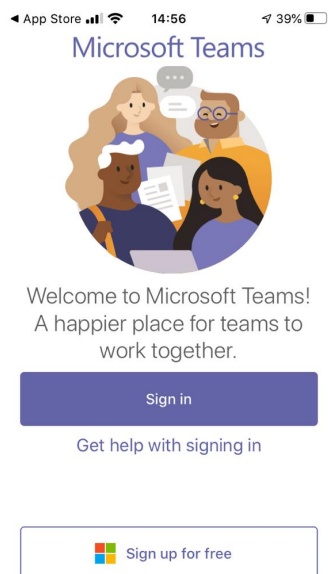 App Store 14:56 39%
Microsoft Teams
Welcome to Microsoft Teams!
A happier place for teams to
work together.
Sign in
Get help with signing in
Sign up for free